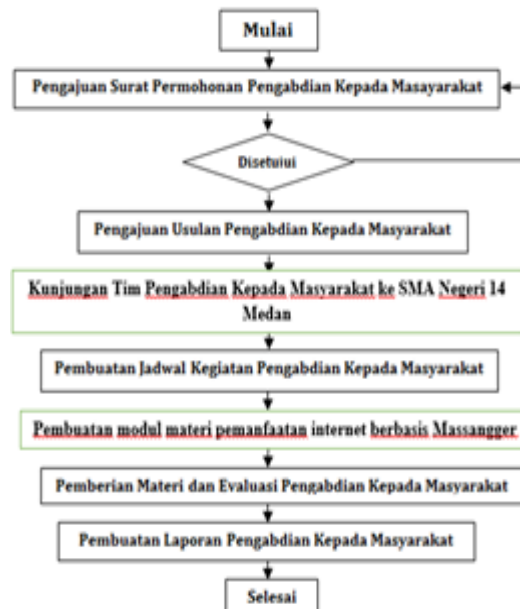 Mulai
Pengajuan Surat Permohonan Pengabdian Kepada Masayarakat
Disetuiui
Pengajuan Usulan Pengabdian Kepada Masyarakat
Kunjungan Tim Pengabdian Kepada Masyarakat ke SMA Negeri 14
Medan
Pembuatan Jadwal Kegiatan Pengabdian Kepada Masyarakat
Pembuatan modul materi pemanfaatan internet berbasis Massangger
Pemberian Materi dan Evaluasi Pengabdian Kepada Masyarakat
Pembuatan Laporan Pengabdian Kepada Masyarakat
Selesai